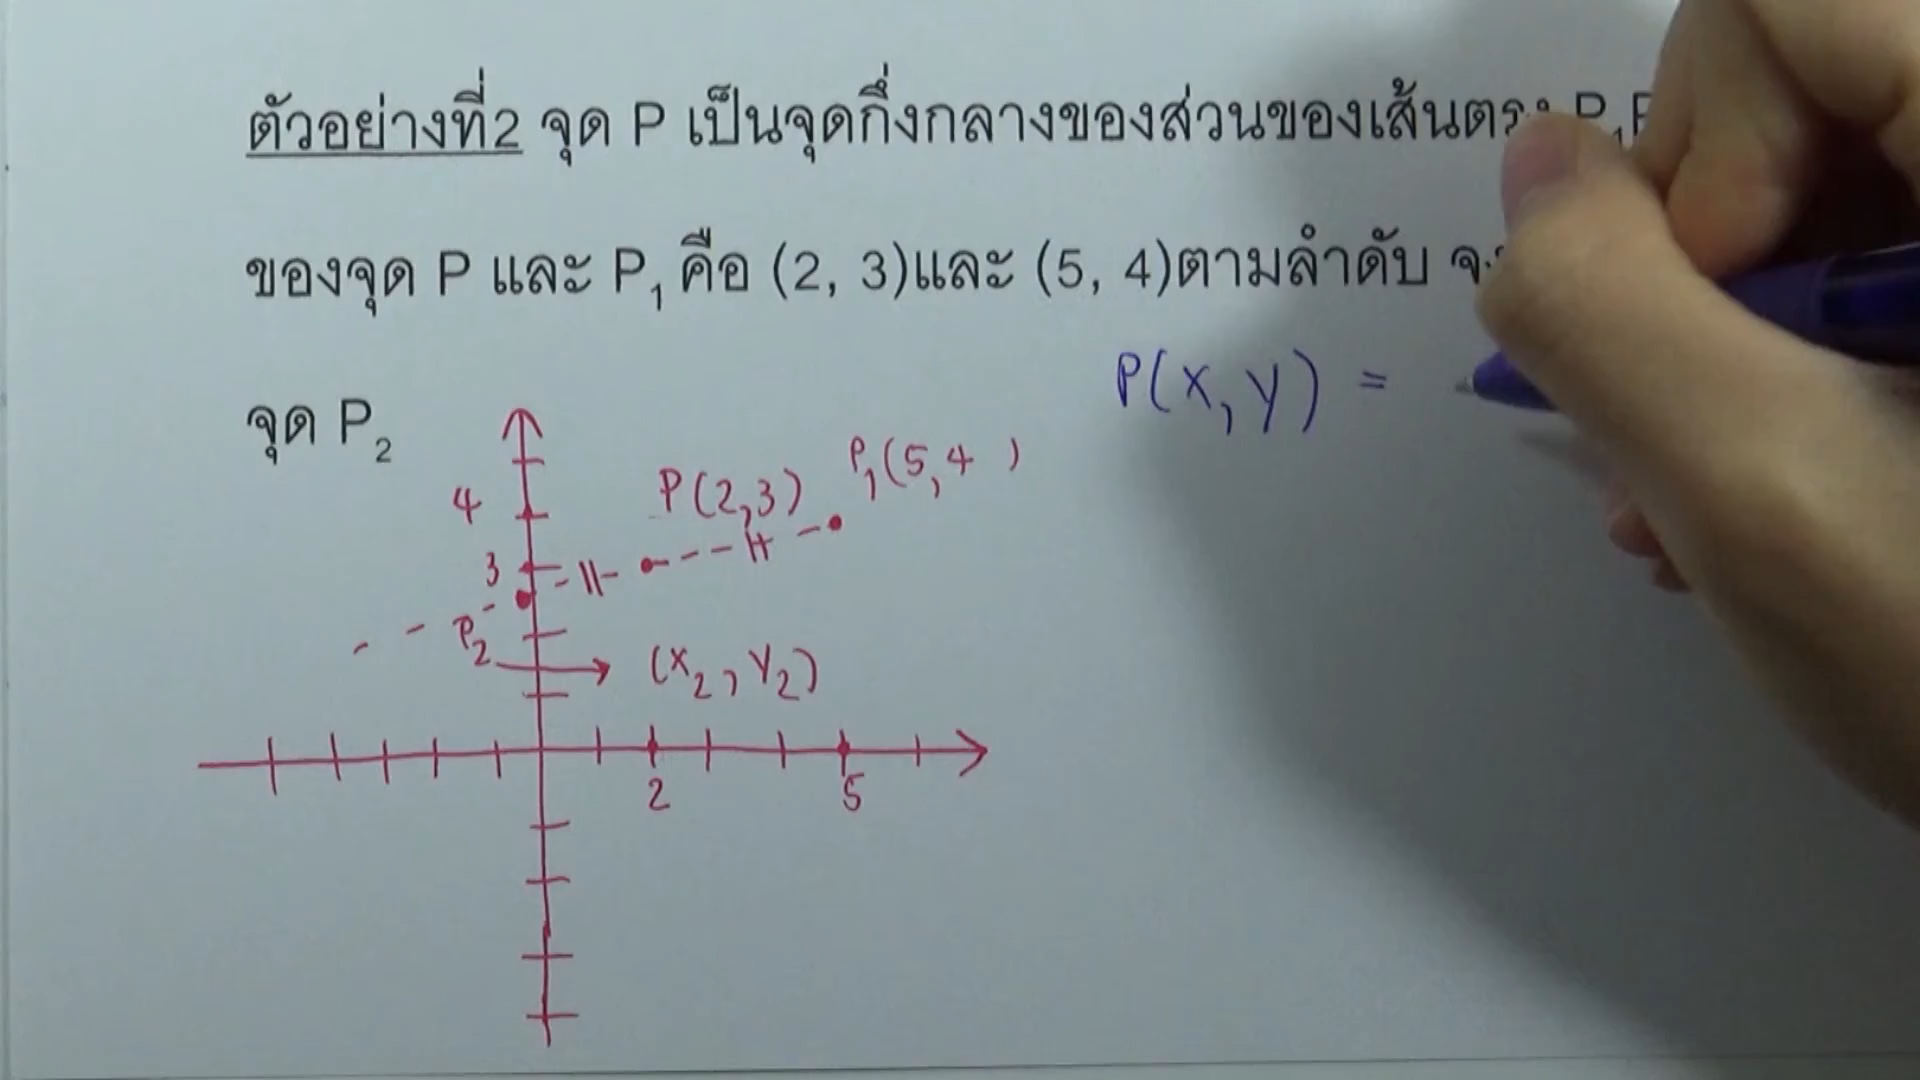 ตัวอย่างที่2 จุด P เป็นจุดกึ่งกลางของส่วนของเส้นตรง P₁
ของจุด P และ P₁ คือ (2, 3)และ (5, 4)ตามลำดับ
จุด P₂
P(x,y) =
P₁(5,4 )
P(2,3)
4
3
P₂
(x₂, y₂)
2
5